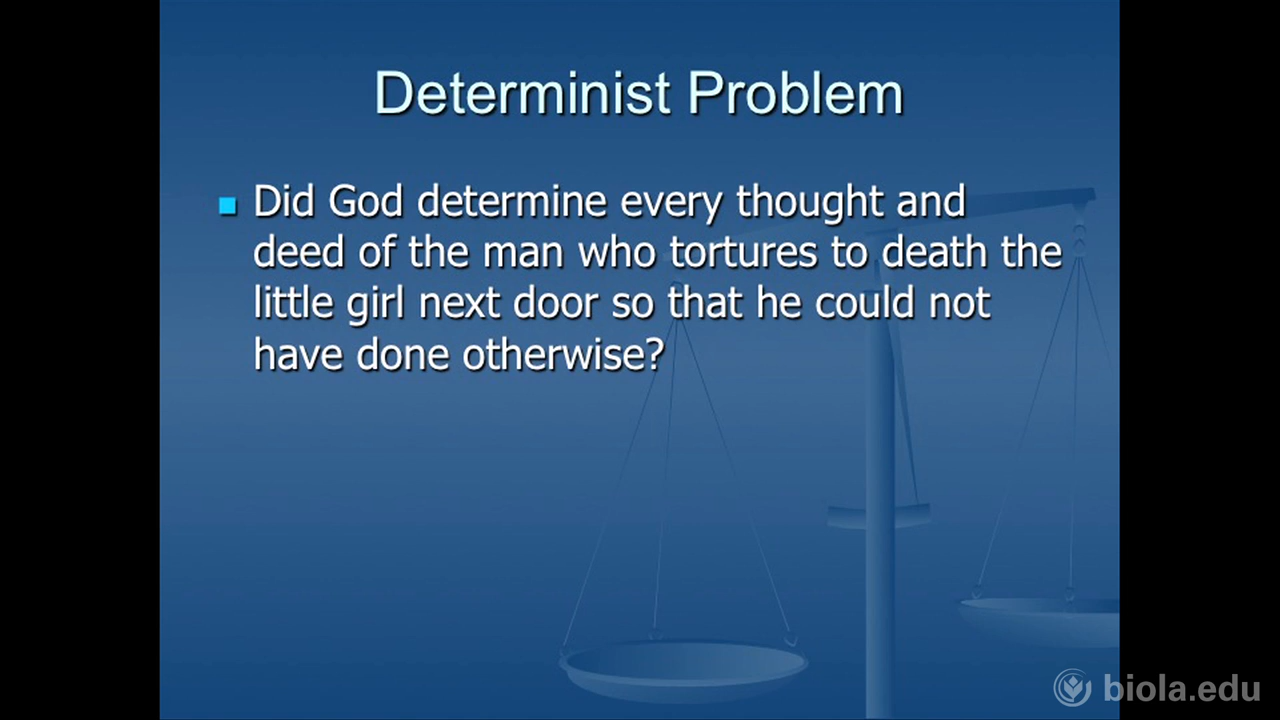 Determinist Problem
Did God determine every thought and
deed of the man who tortures to death the
little girl next door so that he could not
have done otherwise?
biola.edu